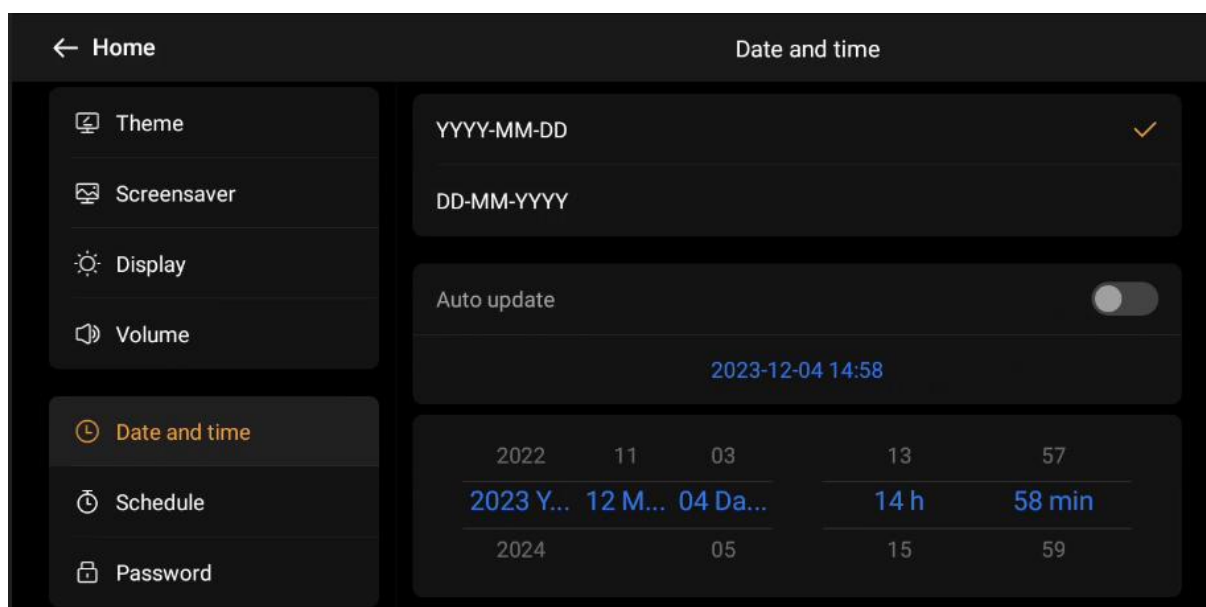 Home
Date and time
Theme
Screensaver
Display
Volume
Date and time
Schedule
Password
YYYY-MM-DD
DD-MM-YYYY
Auto update
2023-12-04 14:58
2022 11 03 13 57
2023 Y... 12 M... 04 Da... 14 h 58 min
2024 05 15 59